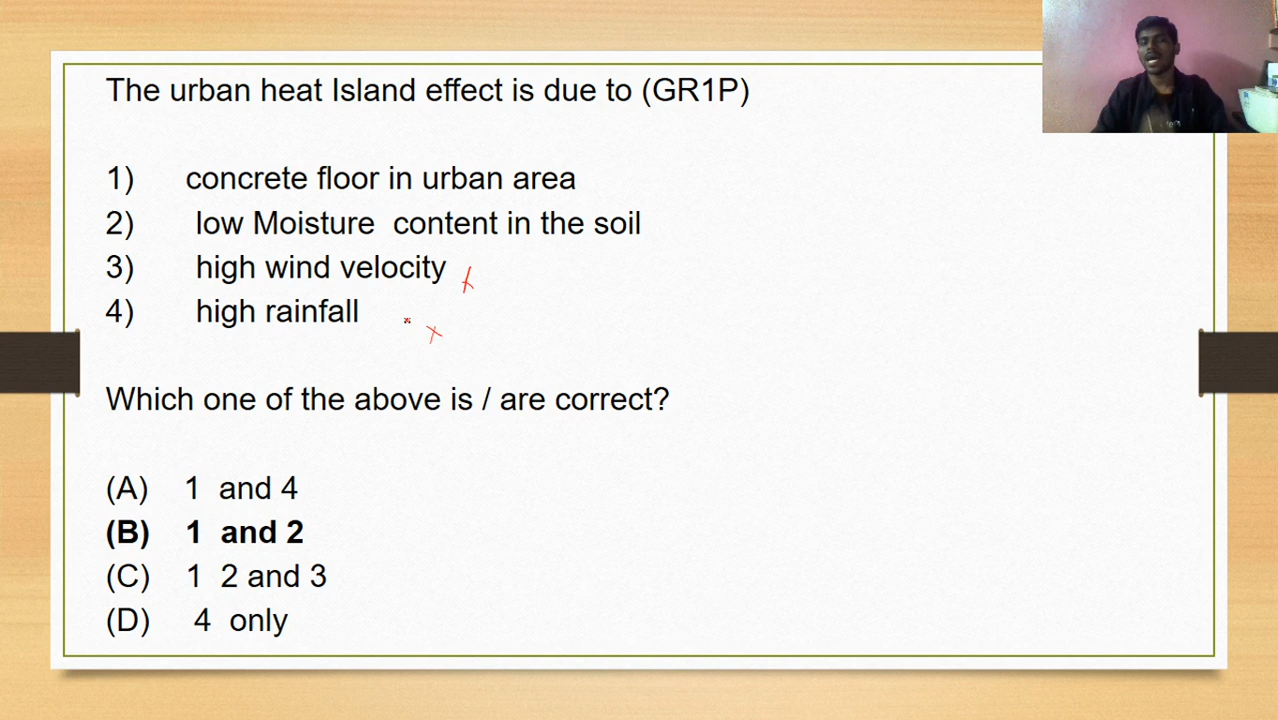 The urban heat Island effect is due to (GR1P)
1) concrete floor in urban area
2) low Moisture content in the soil
3) high wind velocity
4) high rainfall
Which one of the above is / are correct?
(A) 1 and 4
(B) 1 and 2
(C) 1 2 and 3
(D) 4 only